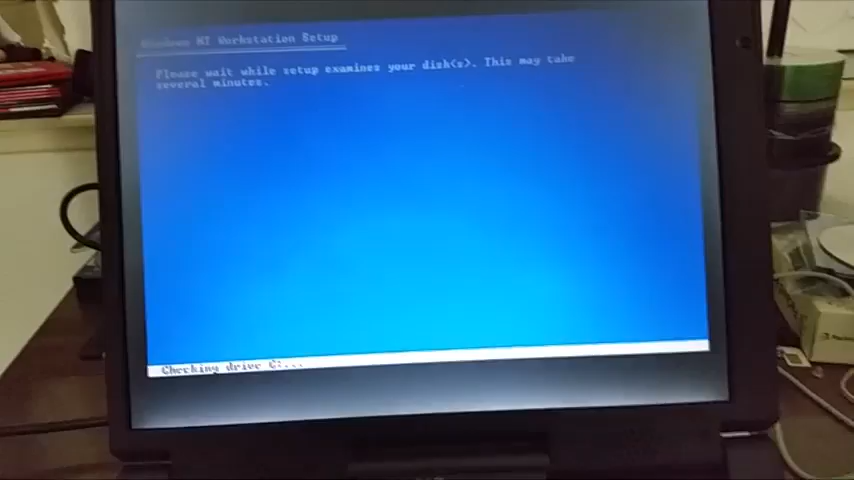 Windows NT Workstation Setup
Please wait while setup examines your disk(s). This may take
several minutes.
Checking drive C:...